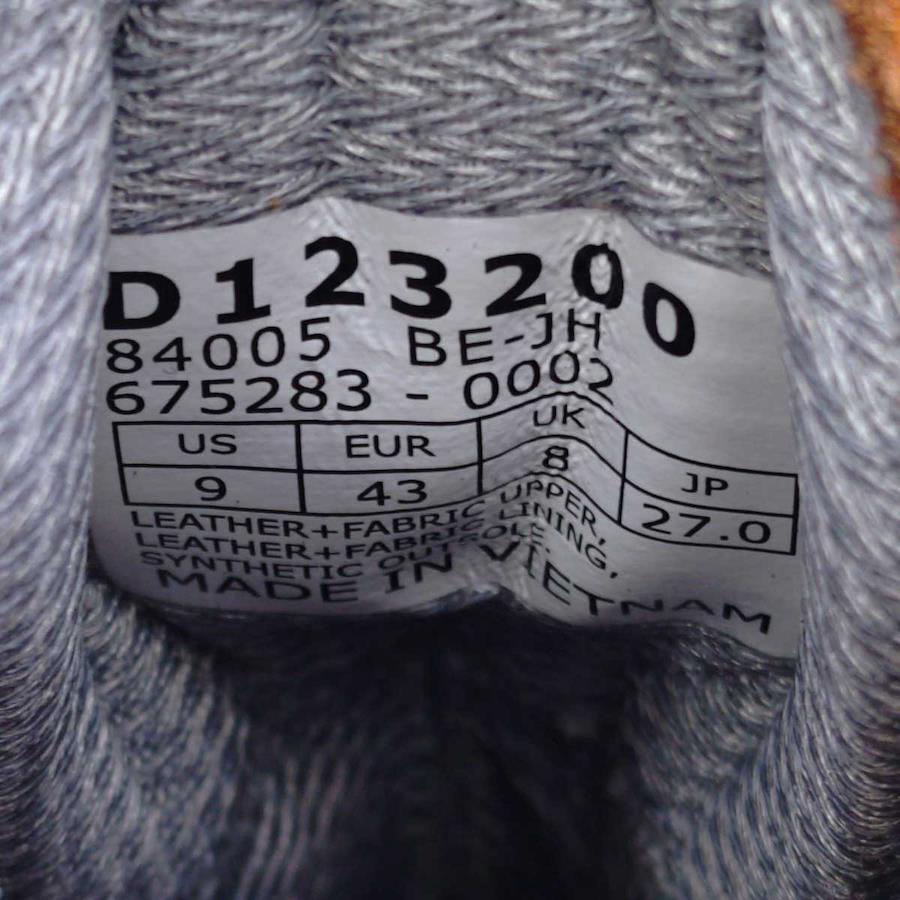 D123200
84005 BE-JH
675283 - 0002
US EUR UK JP
9 43 8 27.0
LEATHER+FABRIC UPPER,
LEATHER+FABRIC LINING,
SYNTHETIC OUTSOLE.
MADE IN VIETNAM